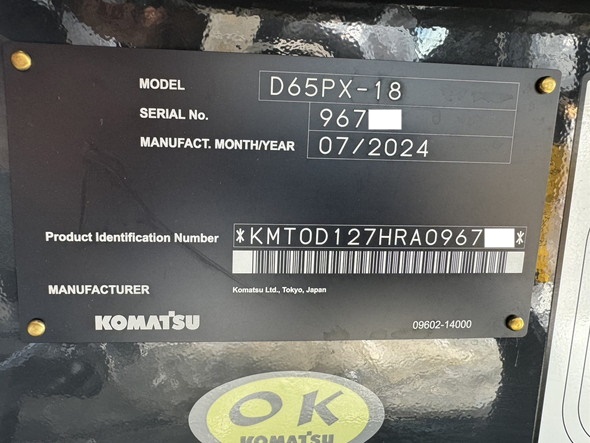 MODEL D65PX-18
SERIAL No. 967
MANUFACT. MONTH/YEAR 07/2024
Product Identification Number *KMT0D127HRA0967 *
MANUFACTURER Komatsu Ltd., Tokyo, Japan
KOMATSU 09602-14000
OK
KOMATSU